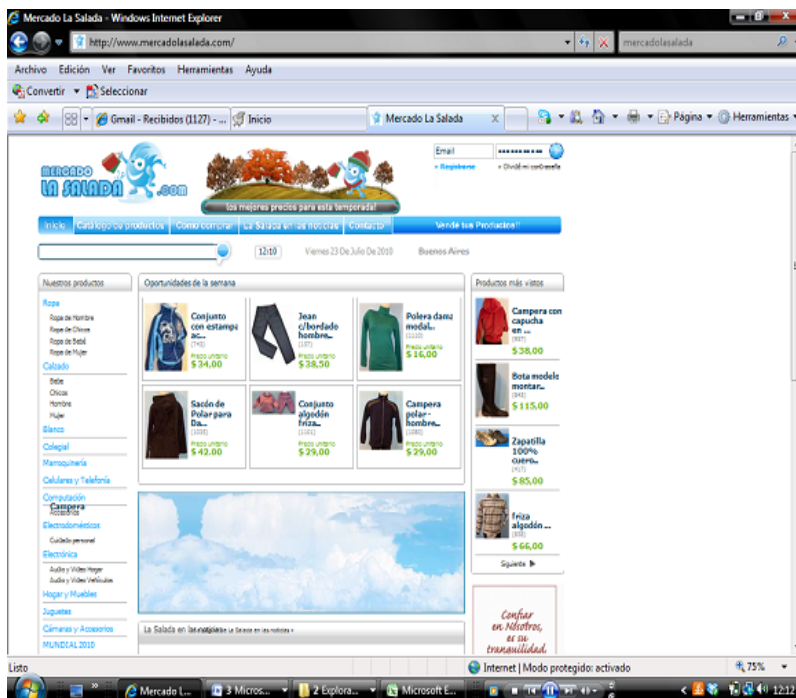 Mercado La Salada - Windows Internet Explorer
http://www.mercadolasalada.com/
mercadolasalada
Archivo Edición Ver Favoritos Herramientas Ayuda
Convertir Seleccionar
Gmail - Recibidos (1127) - ... Inicio Mercado La Salada Página Herramientas
MERCADO LA SALADA .com
los mejores precios para esta temporada!
Email
Registrarse Olvidé mi contraseña
Inicio Catálogo de productos Cómo comprar La Salada en las noticias Contacto Vendé tus Productos!!
12:10 Viernes 23 De Julio De 2010 Buenos Aires
Nuestros productos
Ropa
Ropa de Hombre
Ropa de Chicos
Ropa de Bebé
Ropa de Mujer
Calzado
Bebe
Chicos
Hombre
Mujer
Blanco
Colegial
Marroquinería
Celulares y Telefonía
Computación
Campera
Accesorios
Electrodomésticos
Cuidado personal
Electrónica
Audio y Video Hogar
Audio y Video Vehículos
Hogar y Muebles
Juguetes
Cámaras y Accesorios
MUNDIAL 2010
Oportunidades de la semana
Conjunto con estampa ac...
Precio unitario
$ 34,00
Jean c/bordado hombre...
Precio unitario
$ 38,50
Polera dama modal...
Precio unitario
$ 16,00
Sacón de Polar para Da...
Precio unitario
$ 42,00
Conjunto algodón friza...
Precio unitario
$ 29,00
Campera polar - hombre...
Precio unitario
$ 29,00
La Salada en las noticias
Productos más vistos
Campera con capucha en ...
$ 38,00
Bota modelo montar...
$ 115,00
Zapatilla 100% cuero...
$ 85,00
friza algodón ...
$ 66,00
Siguiente
Confiar
en Nosotros,
es su
tranquilidad.
Listo Internet | Modo protegido: activado 75%
Mercado L... 3 Micros... 2 Explora... Microsoft E... 12:12